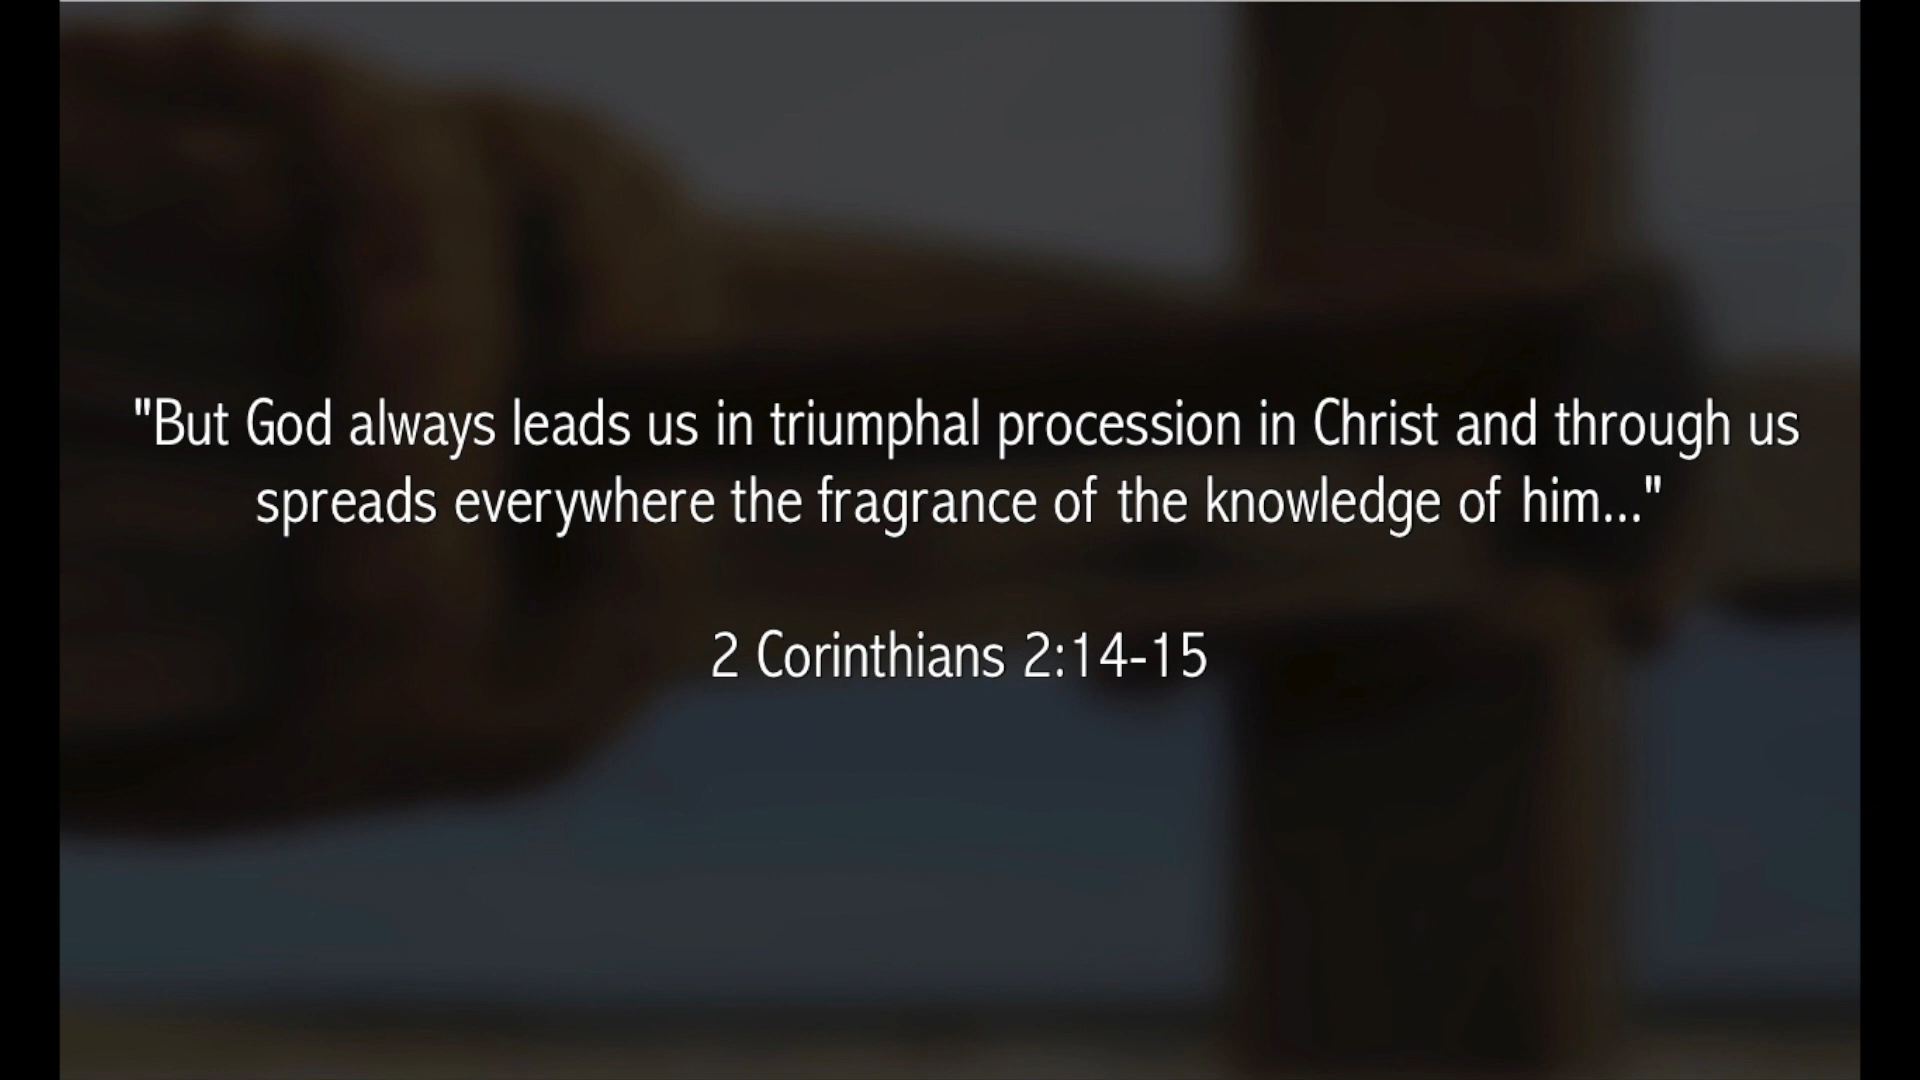 "But God always leads us in triumphal procession in Christ and through us
spreads everywhere the fragrance of the knowledge of him..."
2 Corinthians 2:14-15